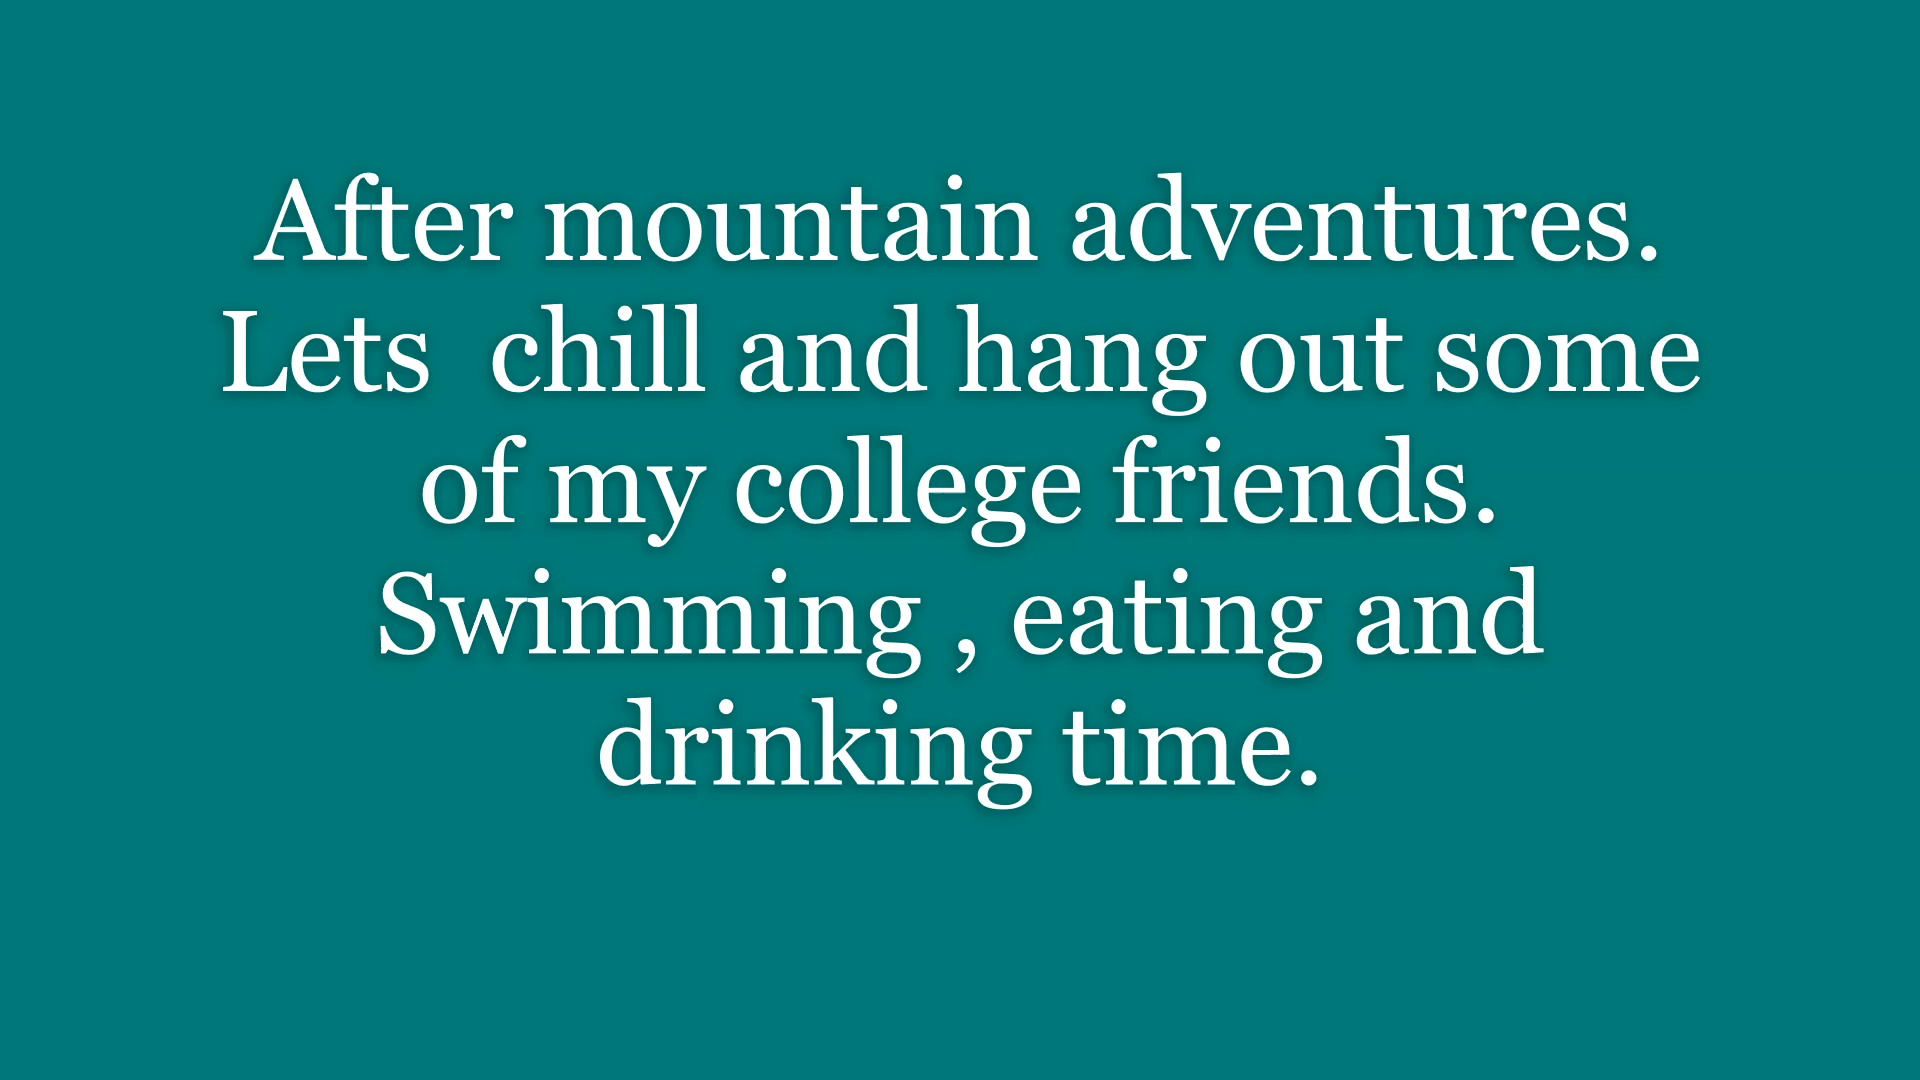 After mountain adventures.
Lets  chill and hang out some
of my college friends.
Swimming , eating and
drinking time.